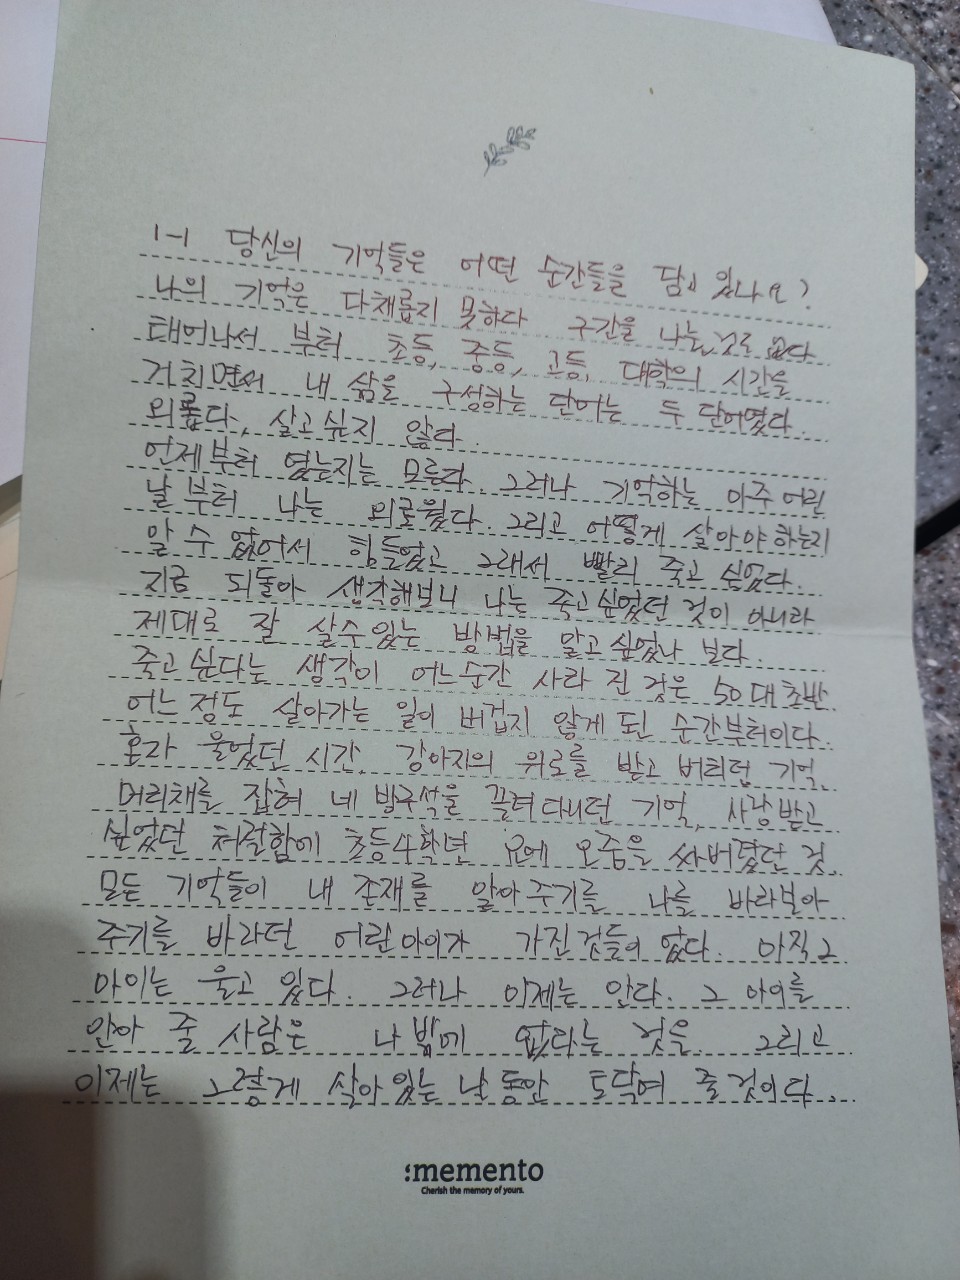 1-1 당신의 기억들은 어떤 순간들을 담고 있나요?
나의 기억은 다채롭지 못하다 구간을 나눌 것도 없다
태어나서 부터 초등, 중등, 고등, 대학의 시간을
거치면서 내 삶을 구성하는 단어는 두 단어였다.
외롭다, 살고 싶지 않다.
언제부터 였는지는 모른다. 그러나 기억하는 아주 어린
날 부터 나는 외로웠다. 그리고 어떻게 살아야 하는지
알 수 없어서 힘들었고 그래서 빨리 죽고 싶었다.
지금 되돌아 생각해보니 나는 죽고 싶었던 것이 아니라
제대로 잘 살 수 있는 방법을 알고 싶었나 보다.
죽고 싶다는 생각이 어느순간 사라 진 것은 50대 초반.
어느 정도 살아가는 일이 버겁지 않게 된 순간부터이다.
혼자 울었던 시간. 강아지의 위로를 받고 버티던 기억,
머리채를 잡혀 네 방구석을 끌려다니던 기억, 사랑받고
싶었던 처절함에 초등4학년 요에 오줌을 싸버렸던 것,
모든 기억들이 내 존재를 알아주기를 나를 바라보아
주기를 바라던 어린아이가 가진 것들이었다. 아직 그
아이는 울고 있다. 그러나 이제는 안다. 그 아이를
안아 줄 사람은 나 밖에 없다는 것을. 그리고
이제는 그렇게 살아 있는 날 동안 토닥여 줄 것이다.
:memento
Cherish the memory of yours.